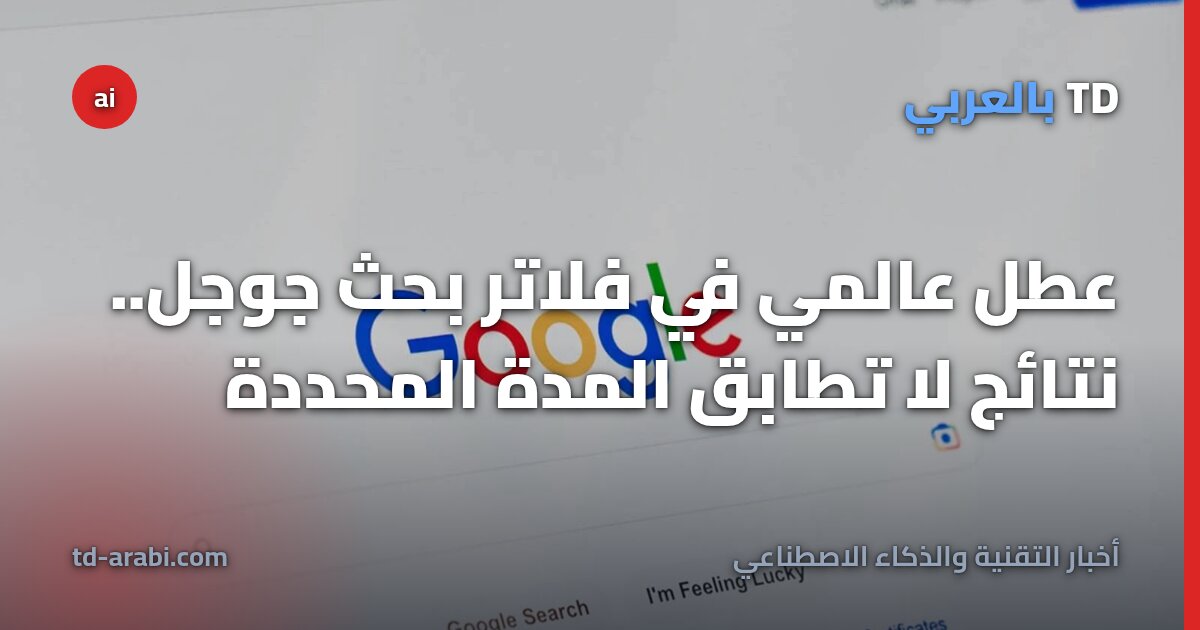 TD بالعربي
ai
عطل عالمي في فلاتر بحث جوجل..
نتائج لا تطابق المدة المحددة
Google
أخبار التقنية والذكاء الاصطناعي
td-arabi.com
Google Search
I'm Feeling Lucky